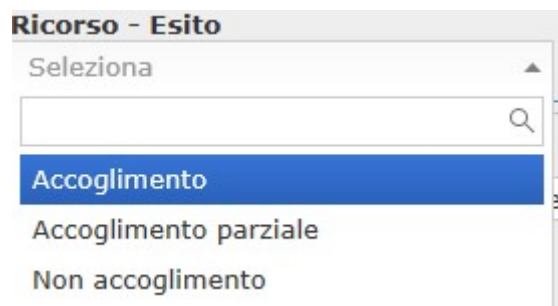 Ricorso - Esito
Seleziona
Accoglimento
Accoglimento parziale
Non accoglimento